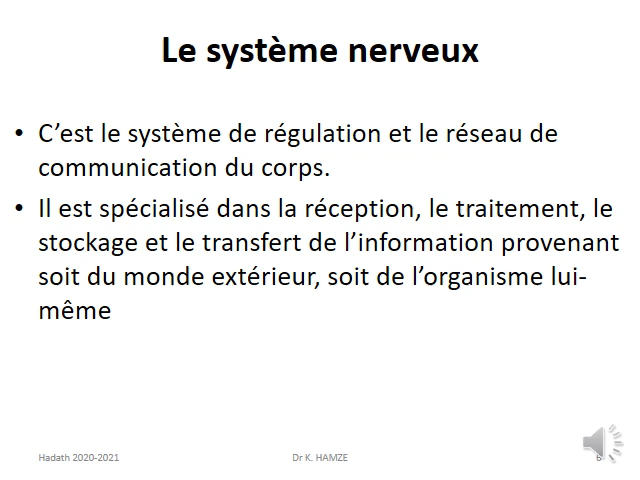 Le système nerveux
• C’est le système de régulation et le réseau de
communication du corps.
• Il est spécialisé dans la réception, le traitement, le
stockage et le transfert de l’information provenant
soit du monde extérieur, soit de l’organisme lui-
même
Hadath 2020-2021
Dr K. HAMZE
6